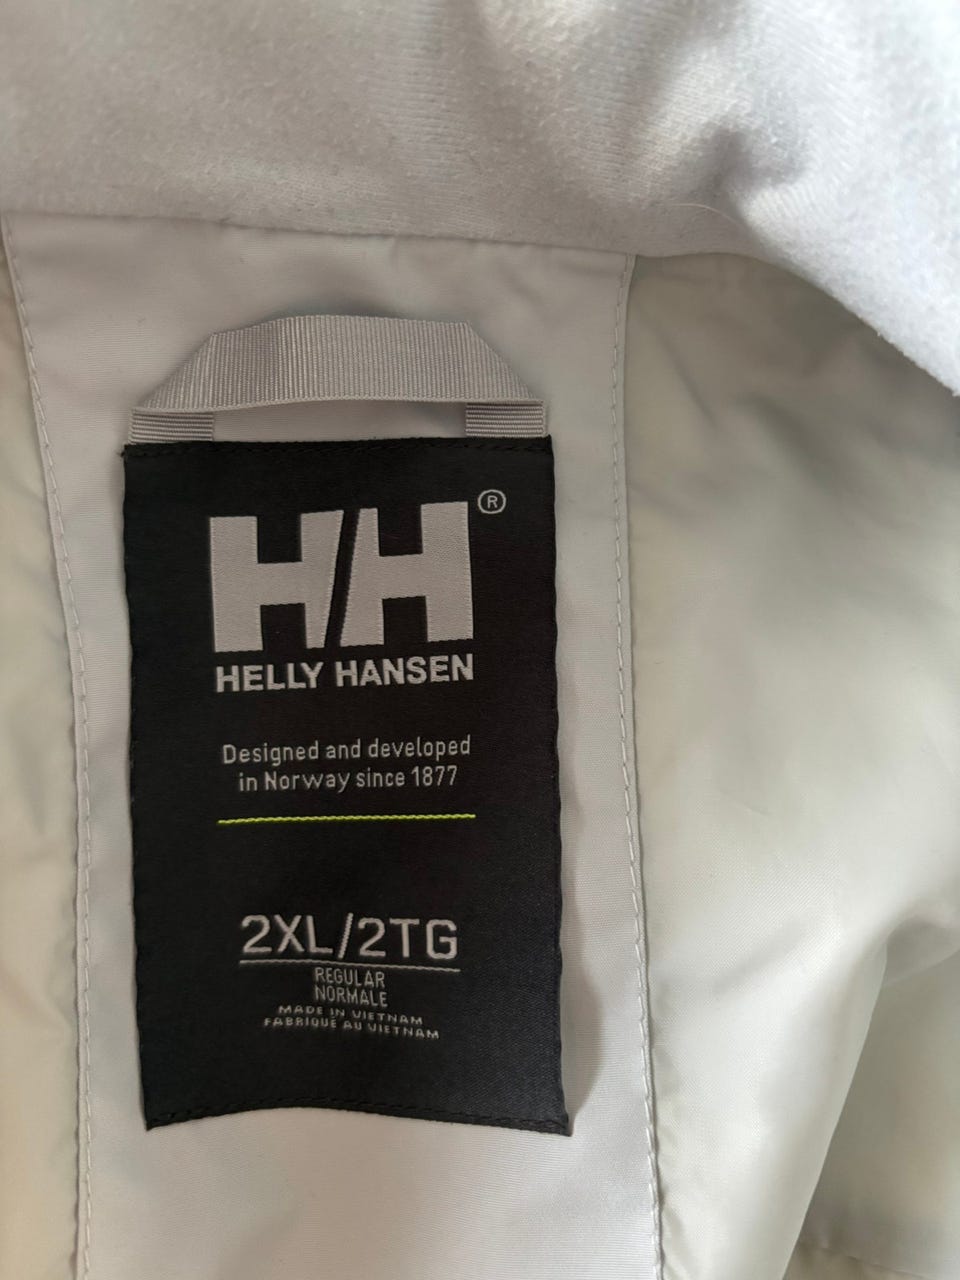 HH®
HELLY HANSEN
Designed and developed
in Norway since 1877
2XL/2TG
REGULAR
NORMALE
MADE IN VIETNAM
FABRIQUÉ AU VIETNAM